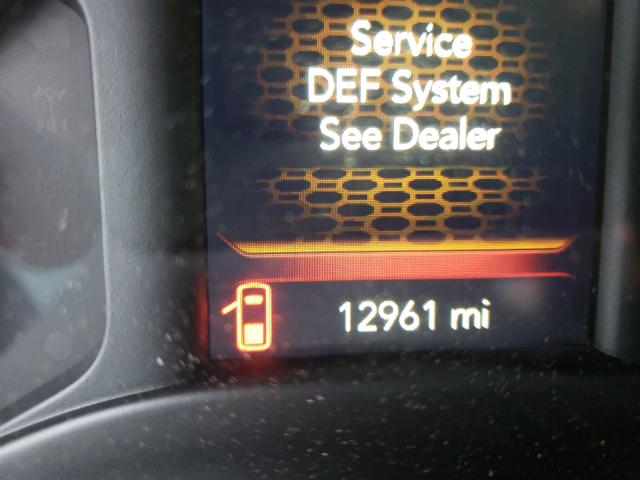 Service
DEF System
See Dealer
12961 mi